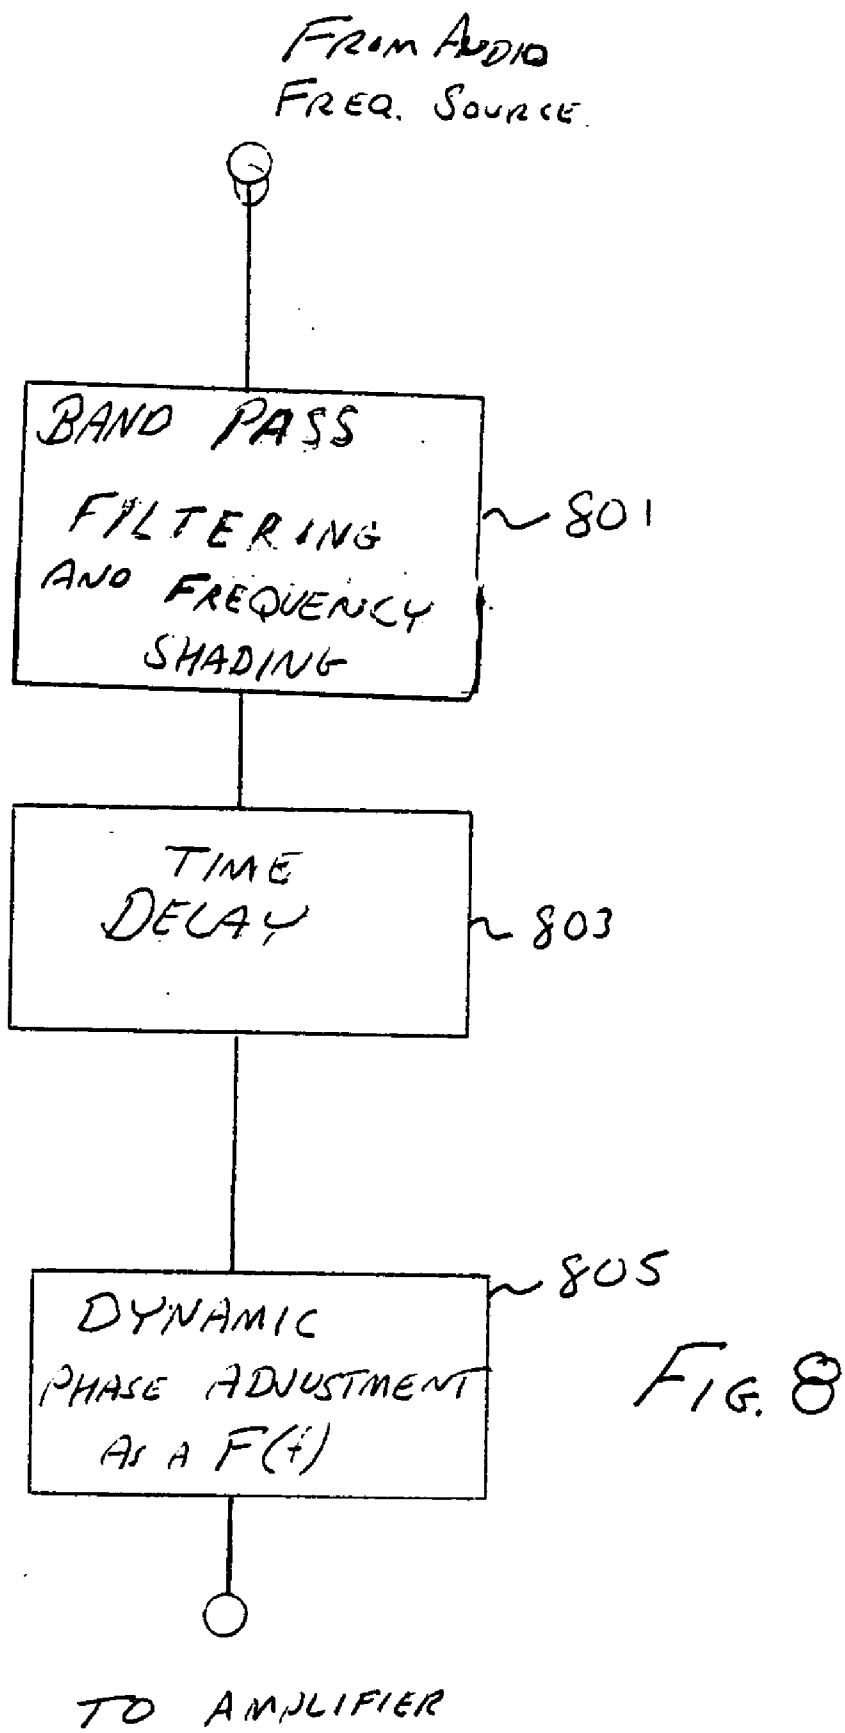 FROM AUDIO
FREQ. SOURCE
BAND PASS
FILTERING
AND FREQUENCY
SHADING
801
TIME
DELAY
803
805
DYNAMIC
PHASE ADJUSTMENT
AS A F(f)
FIG. 8
TO AMPLIFIER